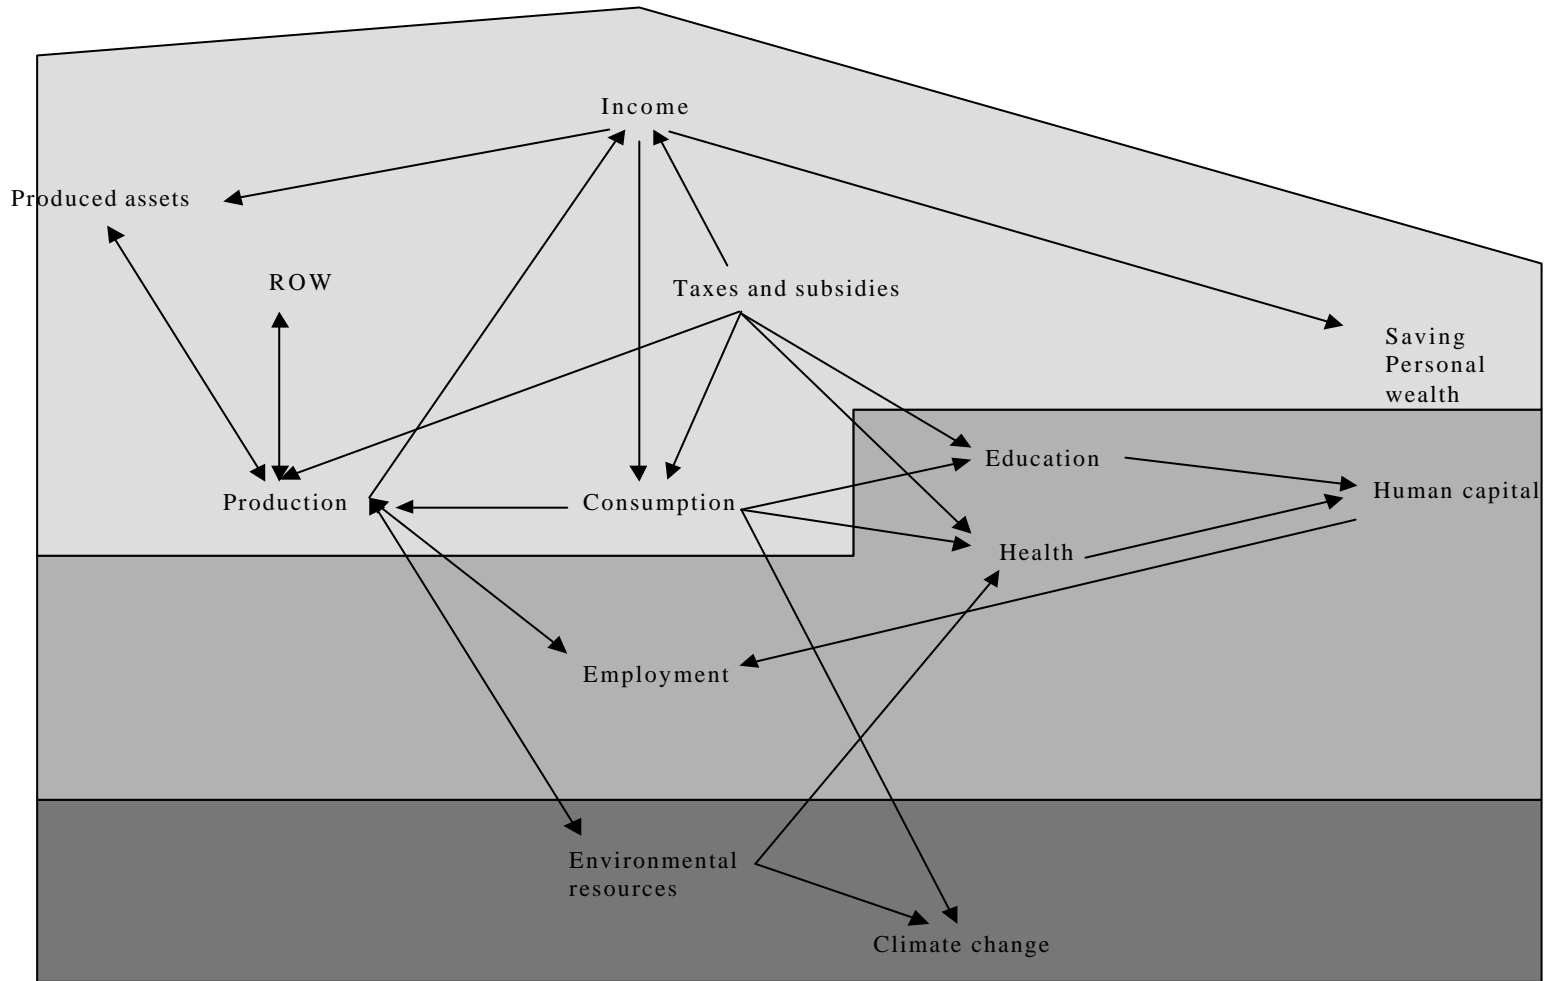 Income
Produced assets
ROW
Taxes and subsidies
Saving
Personal
wealth
Education
Human capital
Production
Consumption
Health
Employment
Environmental
resources
Climate change